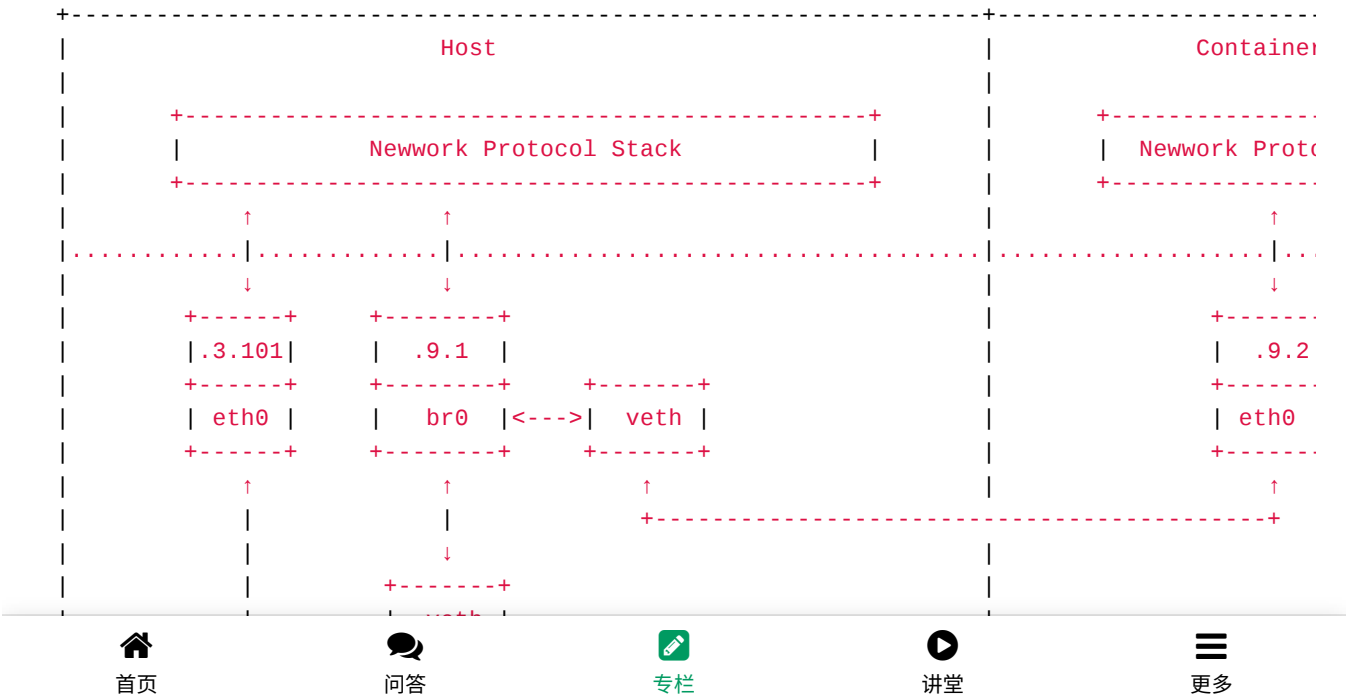 +----------------------------------------------------------------+-----------------------
|                          Host                                  |              Container
|                                                                |
|       +------------------------------------------------+       |       +---------------
|       |             Newwork Protocol Stack             |       |       |  Newwork Proto
|       +------------------------------------------------+       |       +---------------
|            ↑             ↑                                     |                   ↑
|............|.............|.....................................|...................|..
|            ↓             ↓                                     |                   ↓
|        +------+     +--------+                                 |               +-------
|        |.3.101|     |  .9.1  |                                 |               |  .9.2
|        +------+     +--------+     +-------+                   |               +-------
|        | eth0 |     |   br0  |<--->|  veth |                   |               | eth0
|        +------+     +--------+     +-------+                   |               +-------
|            ↑             ↑             ↑                       |                   ↑
|            |             |             +-------------------------------------------+
|            |             ↓                                     |
|            |         +-------+                                 |
|            |         |  veth |                                 |
首页 问答 专栏 讲堂 更多